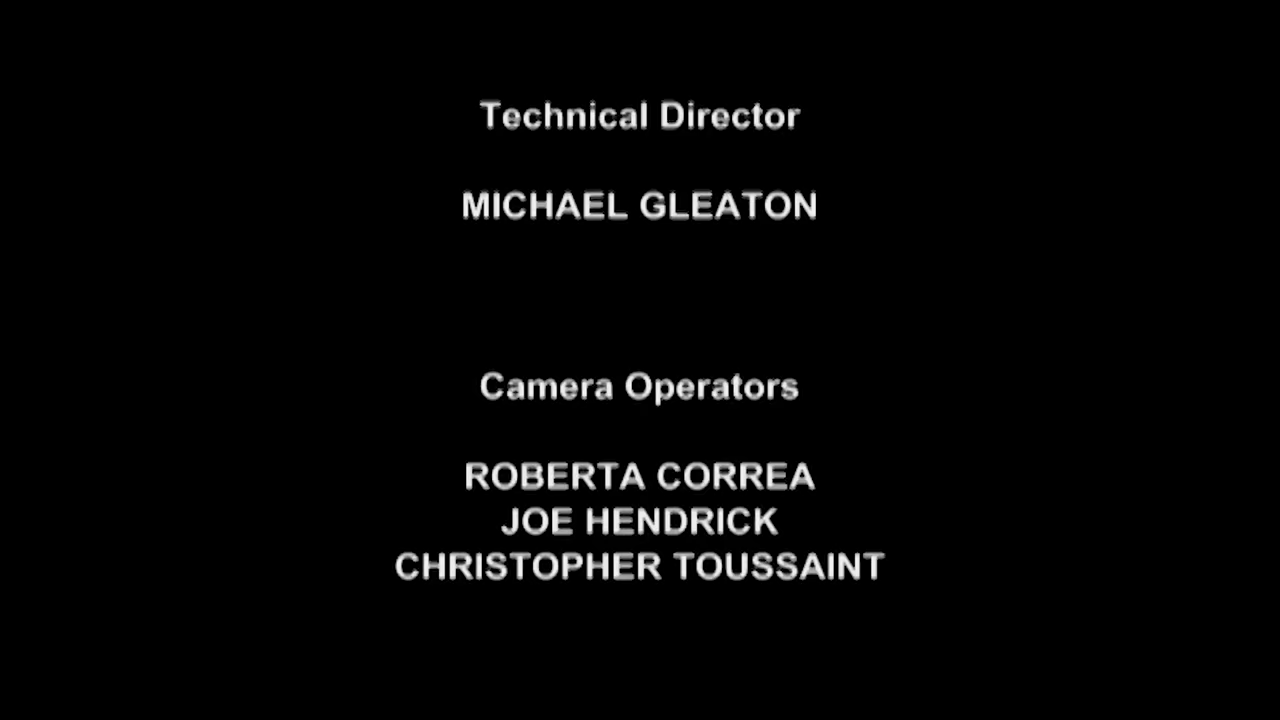 Technical Director
MICHAEL GLEATON
Camera Operators
ROBERTA CORREA
JOE HENDRICK
CHRISTOPHER TOUSSAINT